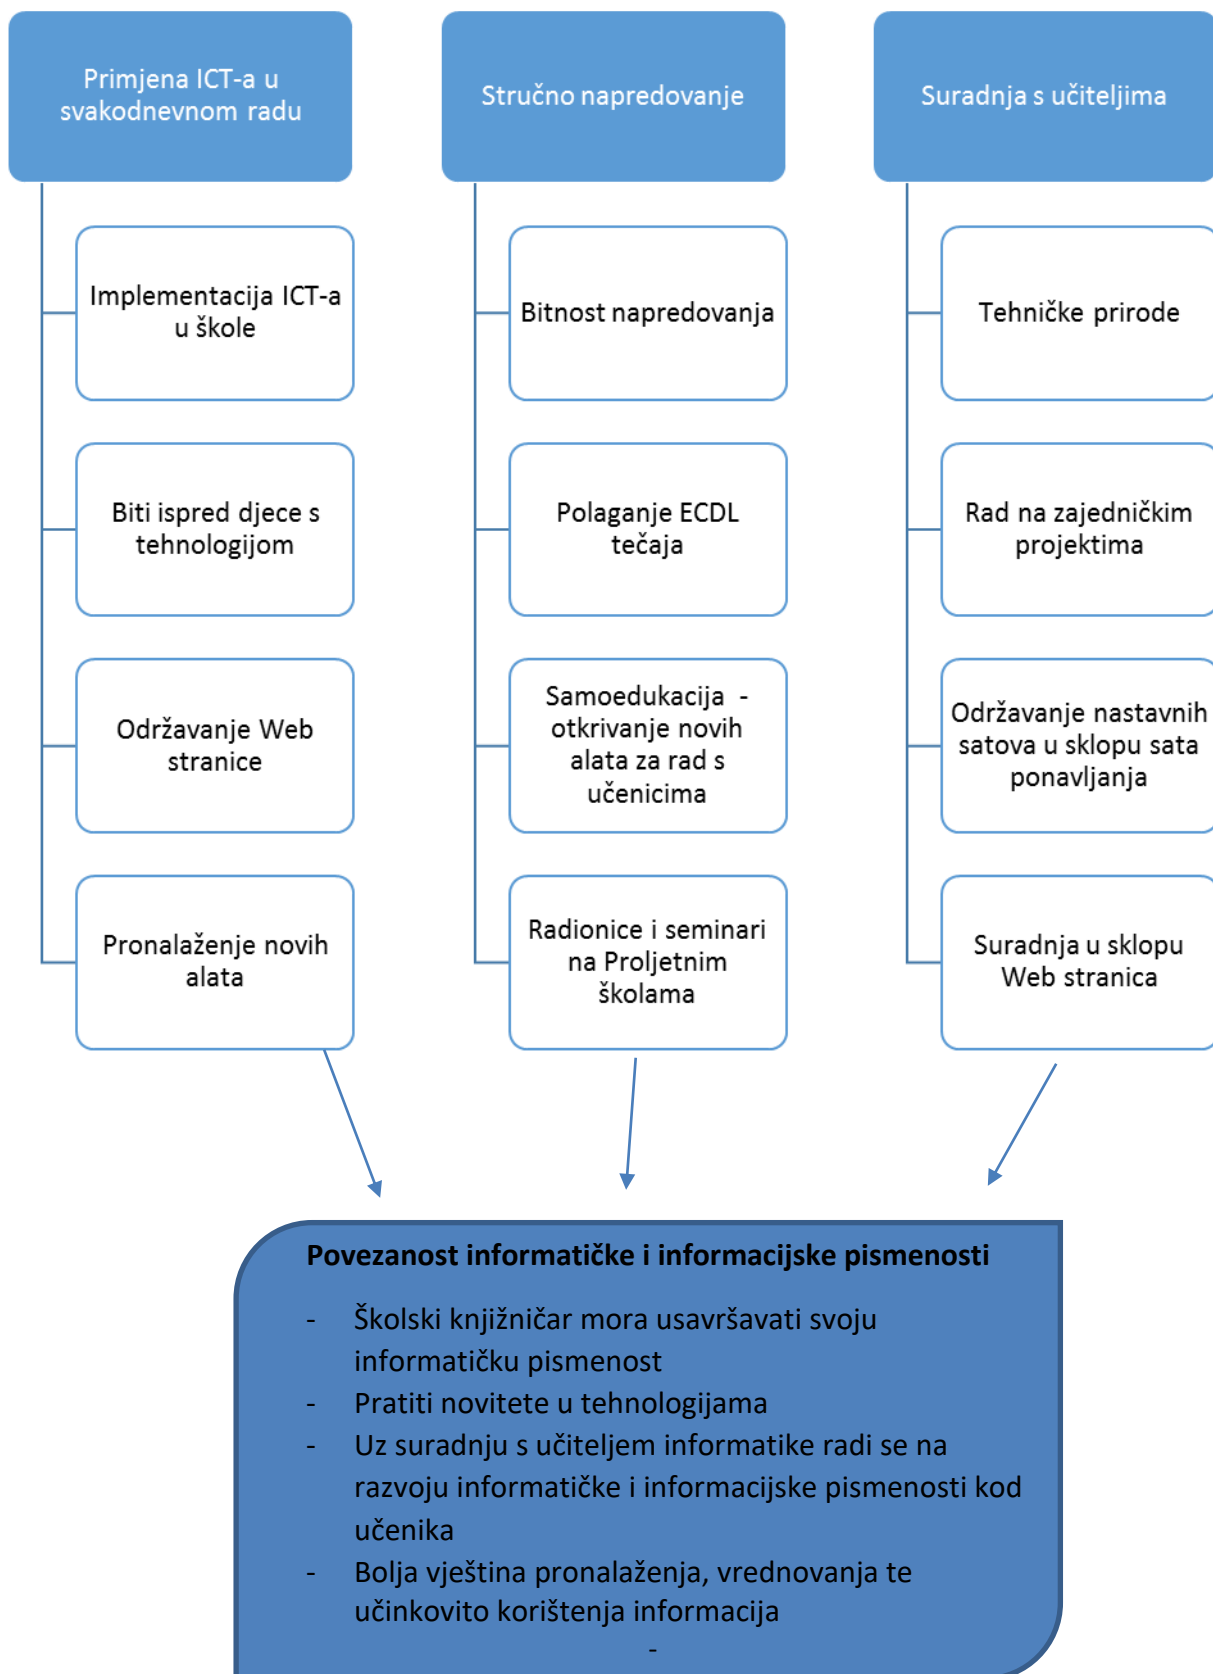 Primjena ICT-a u
svakodnevnom radu
Implementacija ICT-a
u škole
Biti ispred djece s
tehnologijom
Održavanje Web
stranice
Pronalaženje novih
alata
Stručno napredovanje
Bitnost napredovanja
Polaganje ECDL
tečaja
Samoedukacija -
otkrivanje novih
alata za rad s
učenicima
Radionice i seminari
na Proljetnim
školama
Suradnja s učiteljima
Tehničke prirode
Rad na zajedničkim
projektima
Održavanje nastavnih
satova u sklopu sata
ponavljanja
Suradnja u sklopu
Web stranica
Povezanost informatičke i informacijske pismenosti
- Školski knjižničar mora usavršavati svoju
informatičku pismenost
- Pratiti novitete u tehnologijama
- Uz suradnju s učiteljem informatike radi se na
razvoju informatičke i informacijske pismenosti kod
učenika
- Bolja vještina pronalaženja, vrednovanja te
učinkovito korištenja informacija
-